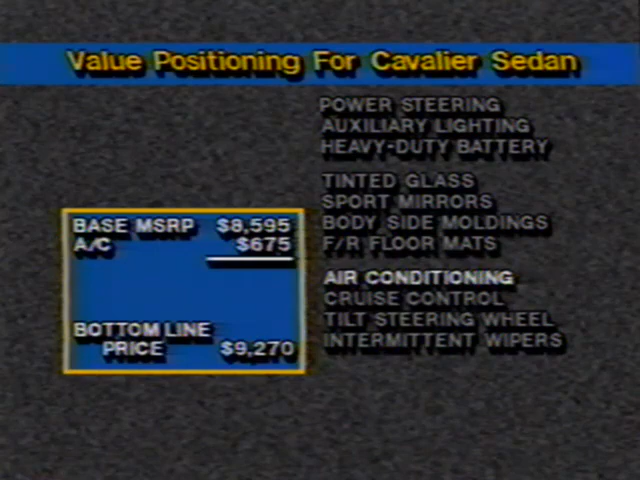 Value Positioning For Cavalier Sedan
POWER STEERING
AUXILIARY LIGHTING
HEAVY-DUTY BATTERY
TINTED GLASS
SPORT MIRRORS
BODY SIDE MOLDINGS
F/R FLOOR MATS
AIR CONDITIONING
CRUISE CONTROL
TILT STEERING WHEEL
INTERMITTENT WIPERS
BASE MSRP $8,595
A/C $675
BOTTOM LINE
PRICE $9,270